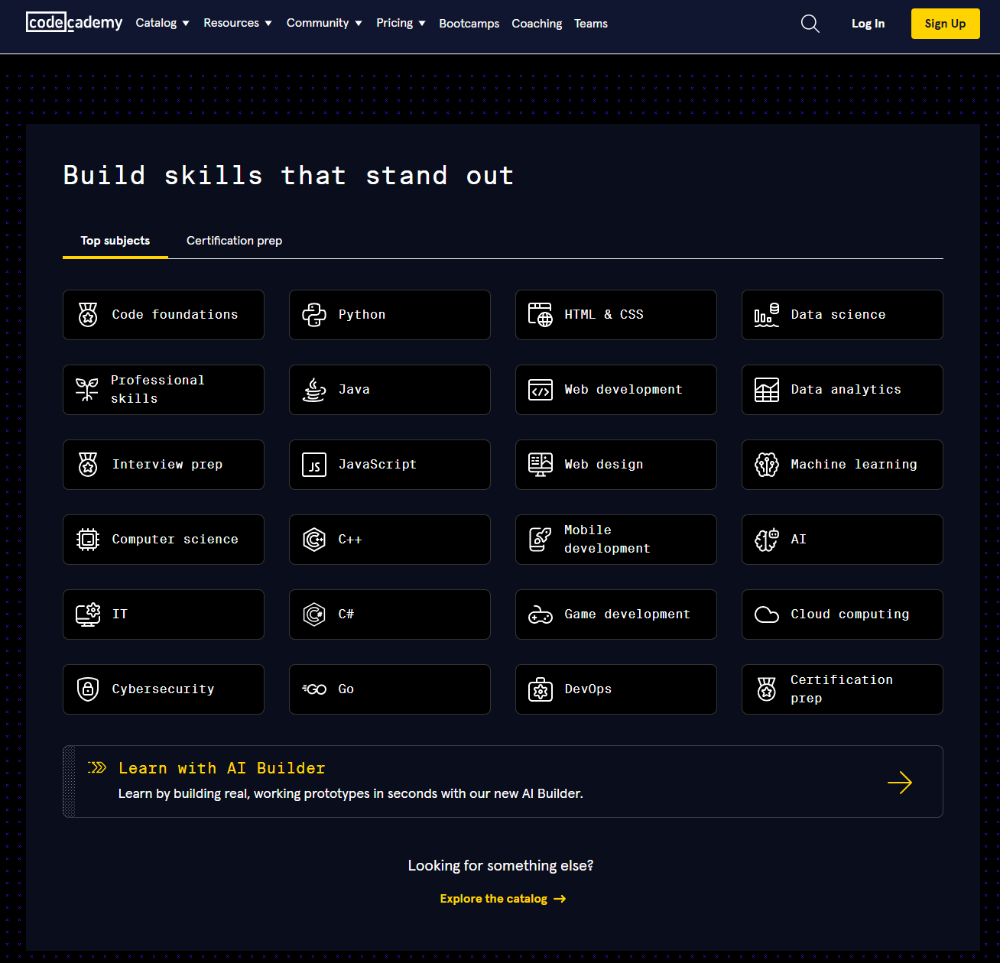 codecademy Catalog Resources Community Pricing Bootcamps Coaching Teams Log In Sign Up
Build skills that stand out
Top subjects Certification prep
Code foundations Python HTML & CSS Data science
Professional
skills
Java Web development Data analytics
Interview prep JS JavaScript Web design Machine learning
Computer science C++ C++
Mobile
development
AI
IT C# C# Game development Cloud computing
Cybersecurity GO Go DevOps
Certification
prep
Learn with AI Builder
Learn by building real, working prototypes in seconds with our new AI Builder.
Looking for something else?
Explore the catalog